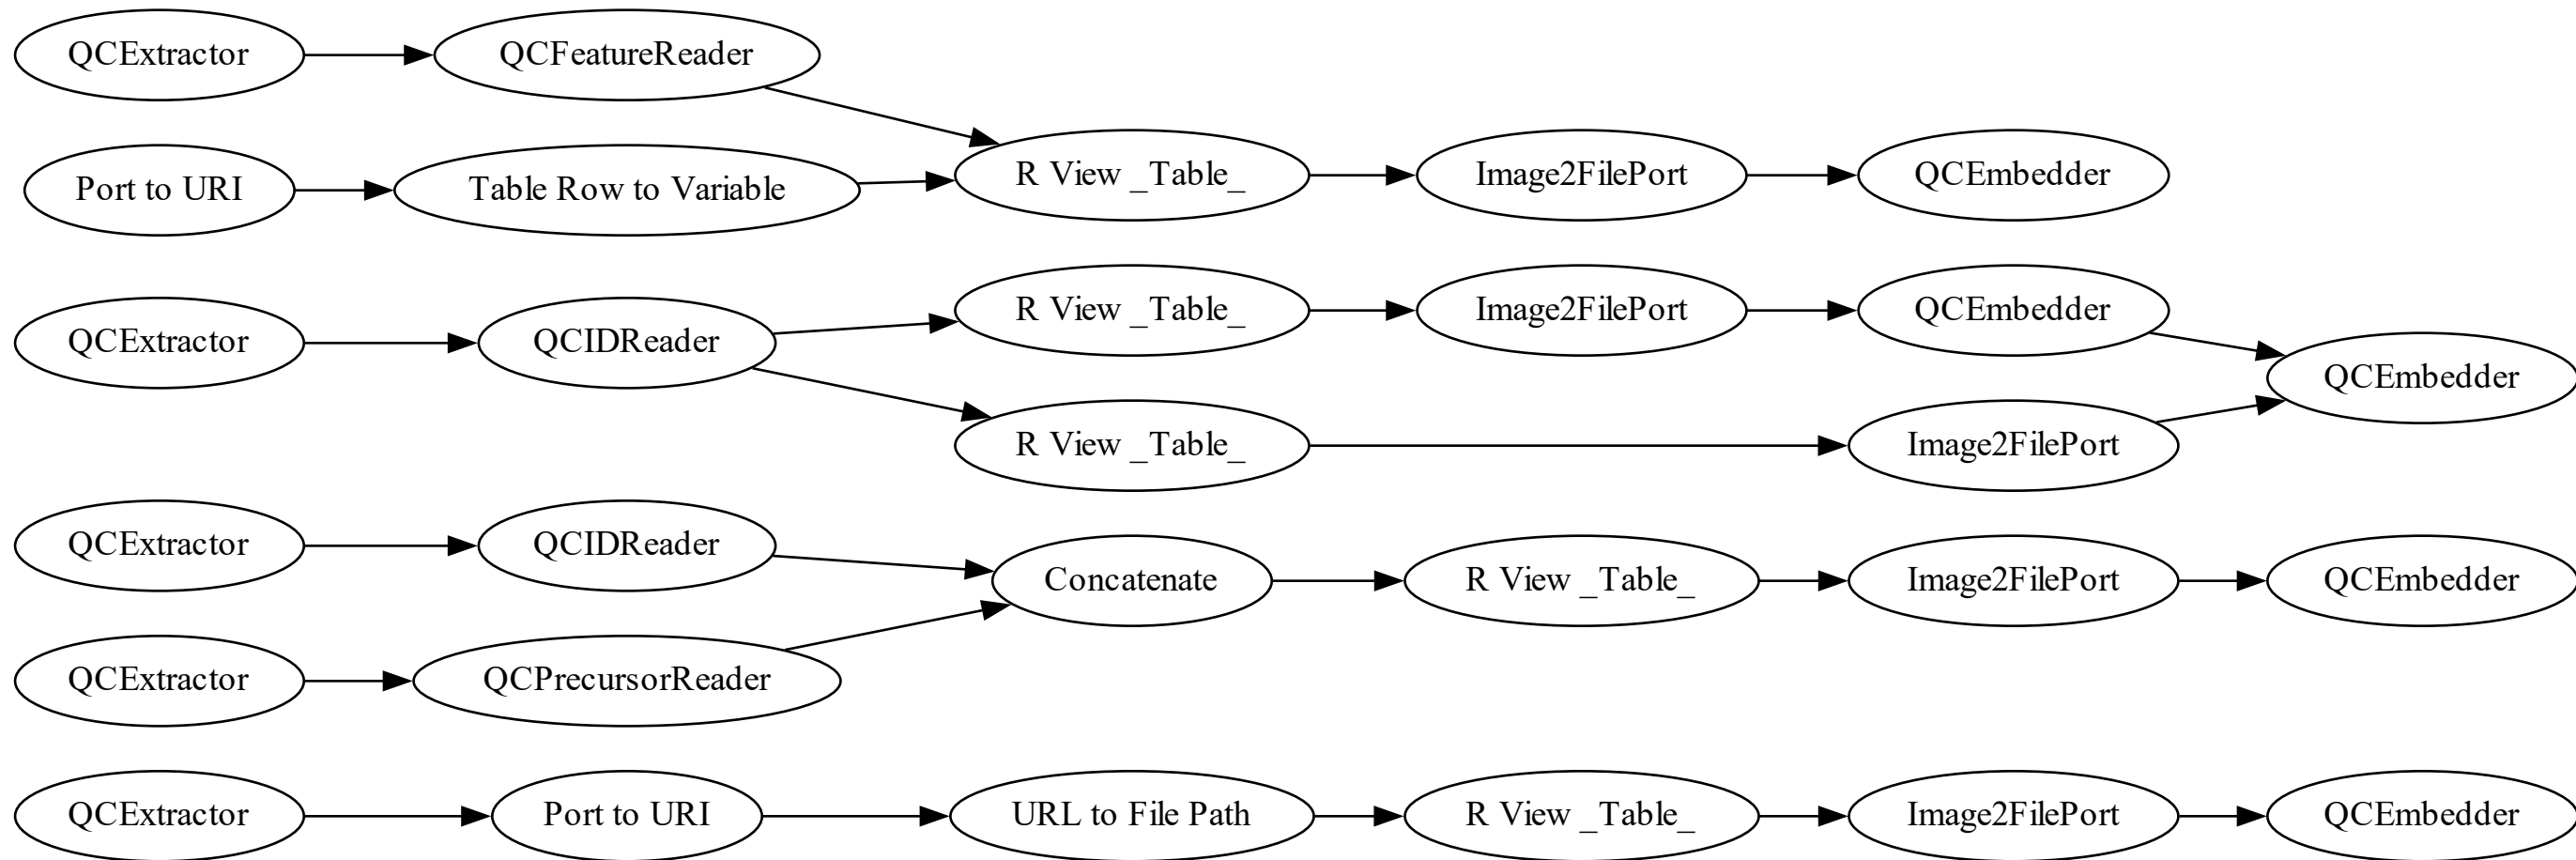 QCExtractor
QCFeatureReader
Port to URI
Table Row to Variable
R View _Table_
Image2FilePort
QCEmbedder
QCExtractor
QCIDReader
R View _Table_
Image2FilePort
QCEmbedder
R View _Table_
Image2FilePort
QCEmbedder
QCExtractor
QCIDReader
QCExtractor
QCPrecursorReader
Concatenate
R View _Table_
Image2FilePort
QCEmbedder
QCExtractor
Port to URI
URL to File Path
R View _Table_
Image2FilePort
QCEmbedder